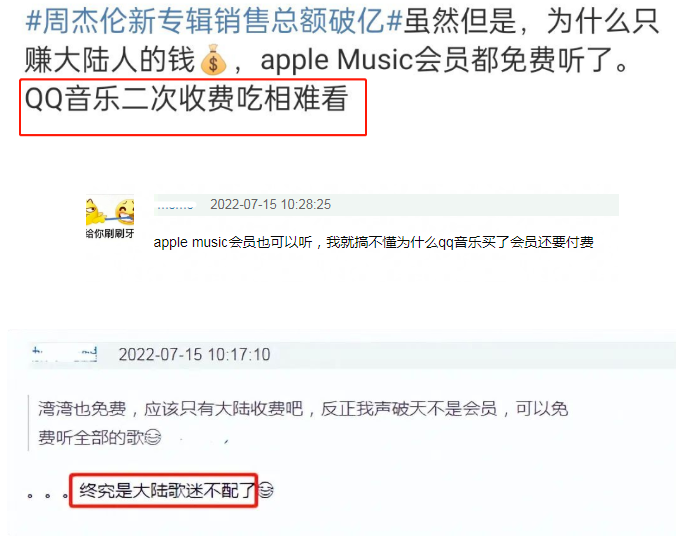 #周杰伦新专辑销售总额破亿#虽然但是，为什么只
赚大陆人的钱💰，apple Music会员都免费听了。
QQ音乐二次收费吃相难看
2022-07-15 10:28:25
给你刷刷牙
apple music会员也可以听，我就搞不懂为什么qq音乐买了会员还要付费
2022-07-15 10:17:10
湾湾也免费，应该只有大陆收费吧，反正我声破天不是会员，可以免
费听全部的歌😅
。。。终究是大陆歌迷不配了😅